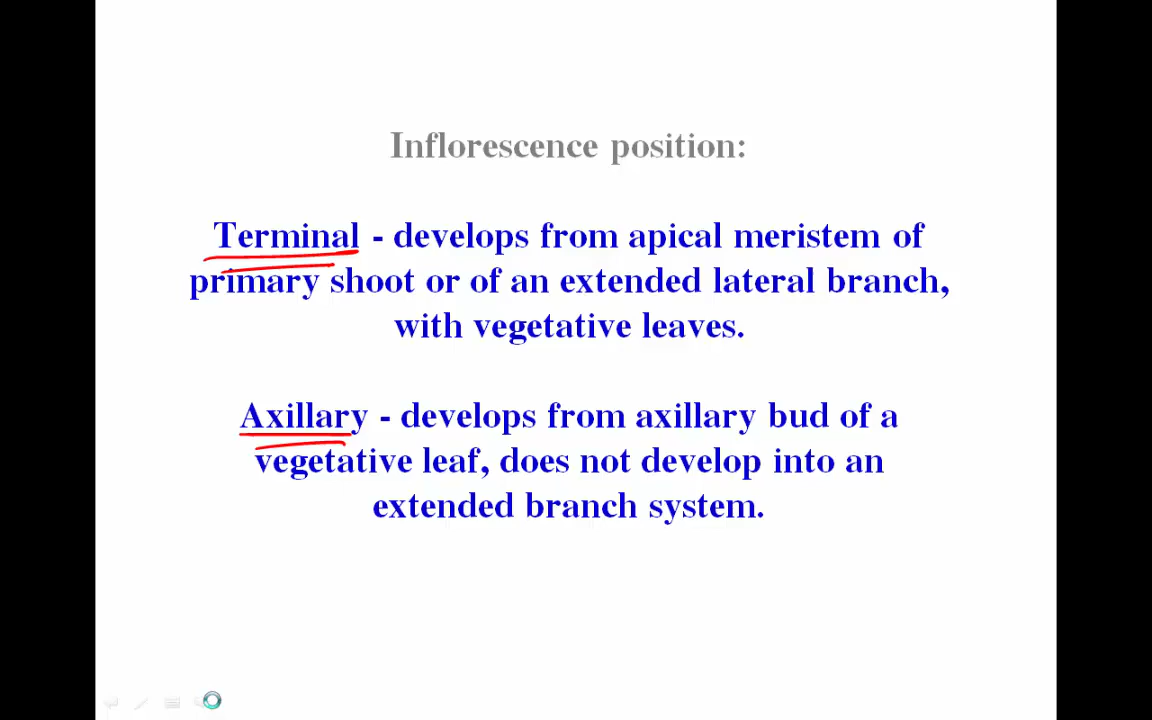 Inflorescence position:
Terminal - develops from apical meristem of
primary shoot or of an extended lateral branch,
with vegetative leaves.
Axillary - develops from axillary bud of a
vegetative leaf, does not develop into an
extended branch system.